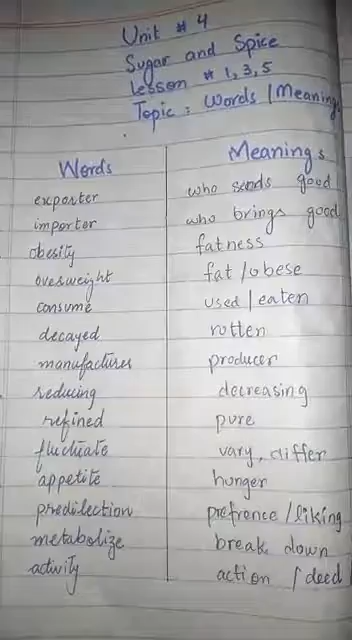 Unit # 4
Sugar and Spice
Lesson # 1, 3, 5
Topic : Words / Meaning
Words Meanings
exporter who sends good
importer who brings good
obesity fatness
overweight fat / obese
consume used / eaten
decayed rotten
manufactures producer
reducing decreasing
refined pure
fluctuate vary, differ
appetite hunger
predilection prefrence / liking
metabolize break down
activity action / deed